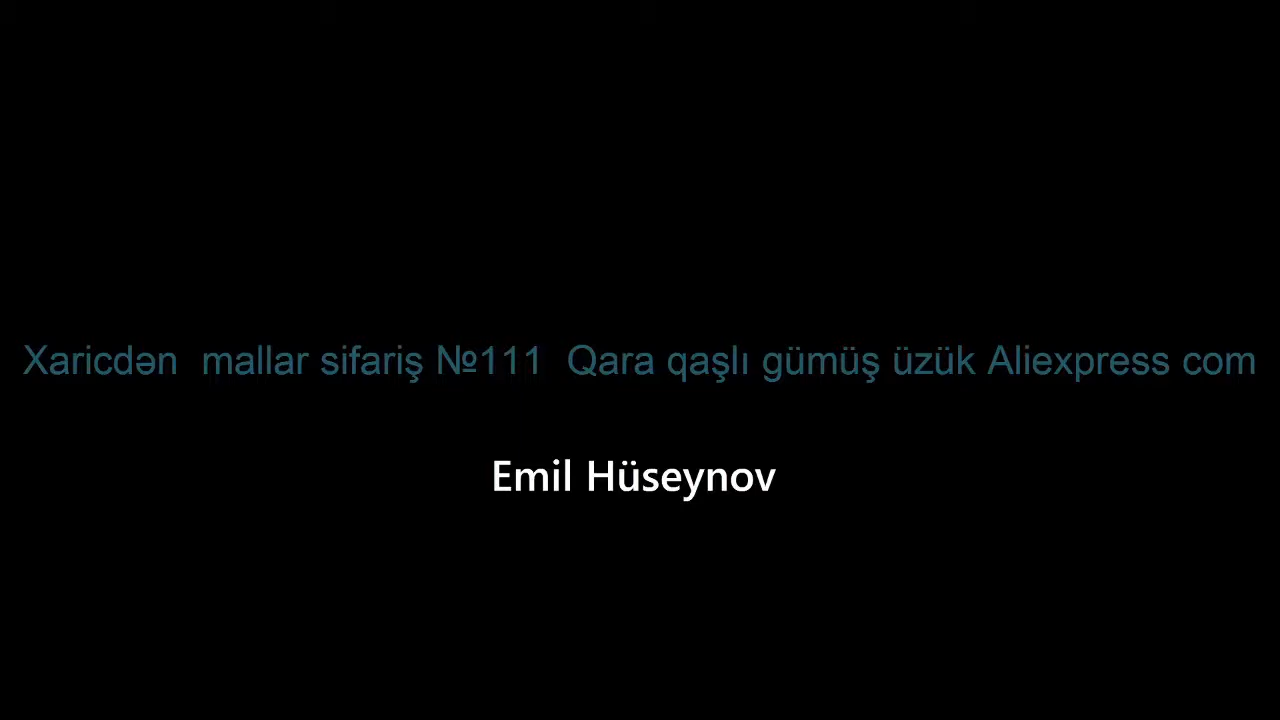 Xaricdən  mallar sifariş №111  Qara qaşlı gümüş üzük Aliexpress com
Emil Hüseynov